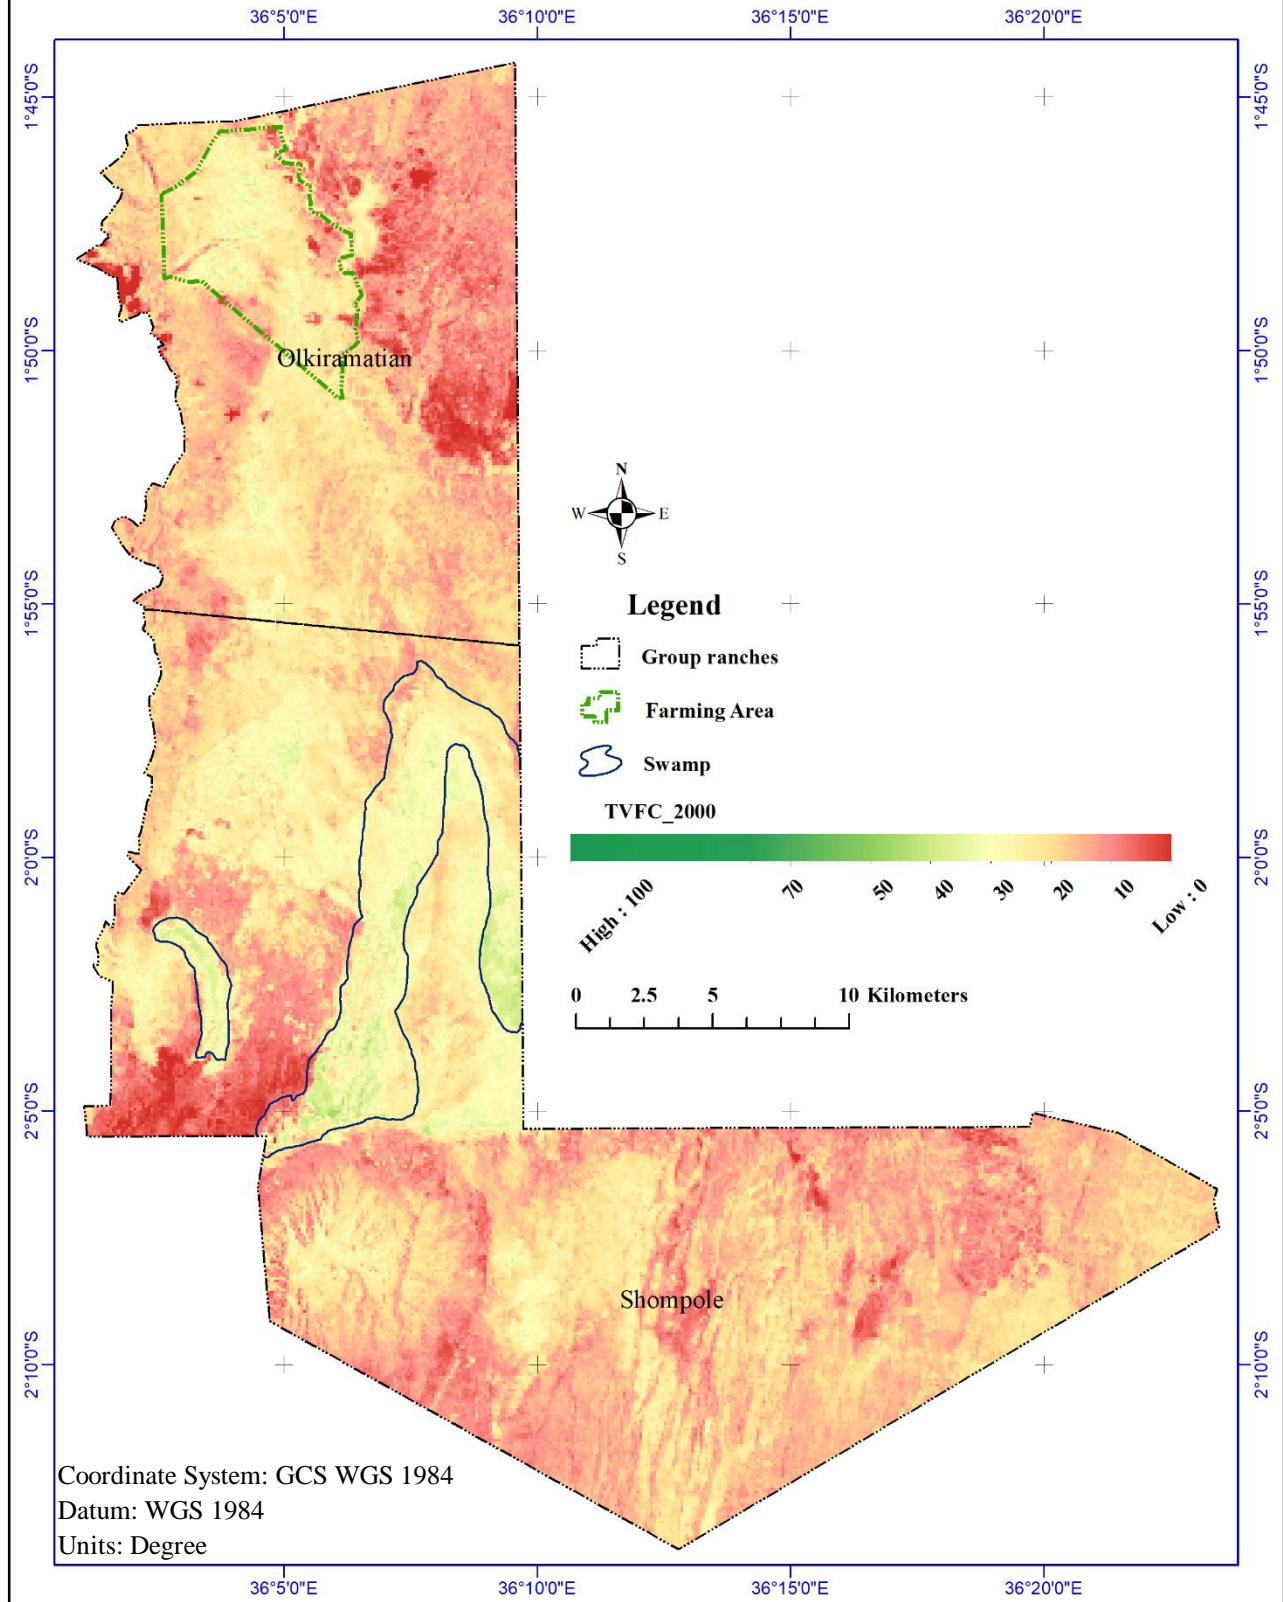 36°5'0"E 36°10'0"E 36°15'0"E 36°20'0"E
1°45'0"S 1°45'0"S
1°50'0"S 1°50'0"S
Olkiramatian
N
W E
S
1°55'0"S 1°55'0"S
Legend
Group ranches
Farming Area
Swamp
TVFC_2000
2°0'0"S 2°0'0"S
High : 100 70 50 40 30 20 10 Low : 0
0 2.5 5 10 Kilometers
2°5'0"S 2°5'0"S
Shompole
2°10'0"S 2°10'0"S
Coordinate System: GCS WGS 1984
Datum: WGS 1984
Units: Degree
36°5'0"E 36°10'0"E 36°15'0"E 36°20'0"E